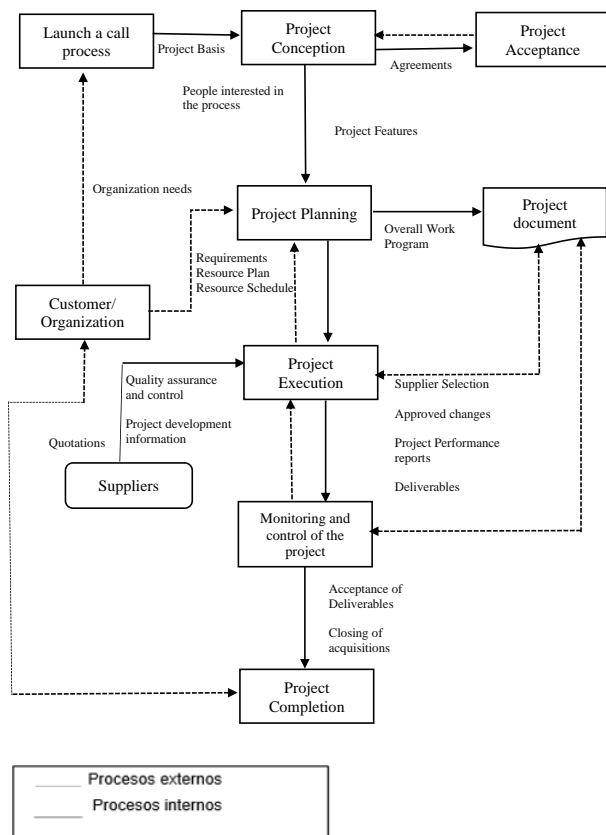 Launch a call
process
Project Basis
Project
Conception
Agreements
Project
Acceptance
People interested in
the process
Project Features
Organization needs
Project Planning
Overall Work
Program
Project
document
Requirements
Resource Plan
Resource Schedule
Customer/
Organization
Project
Execution
Quality assurance
and control
Project development
information
Supplier Selection
Approved changes
Project Performance
reports
Deliverables
Quotations
Suppliers
Monitoring and
control of the
project
Acceptance of
Deliverables
Closing of
acquisitions
Project
Completion
Procesos externos
Procesos internos